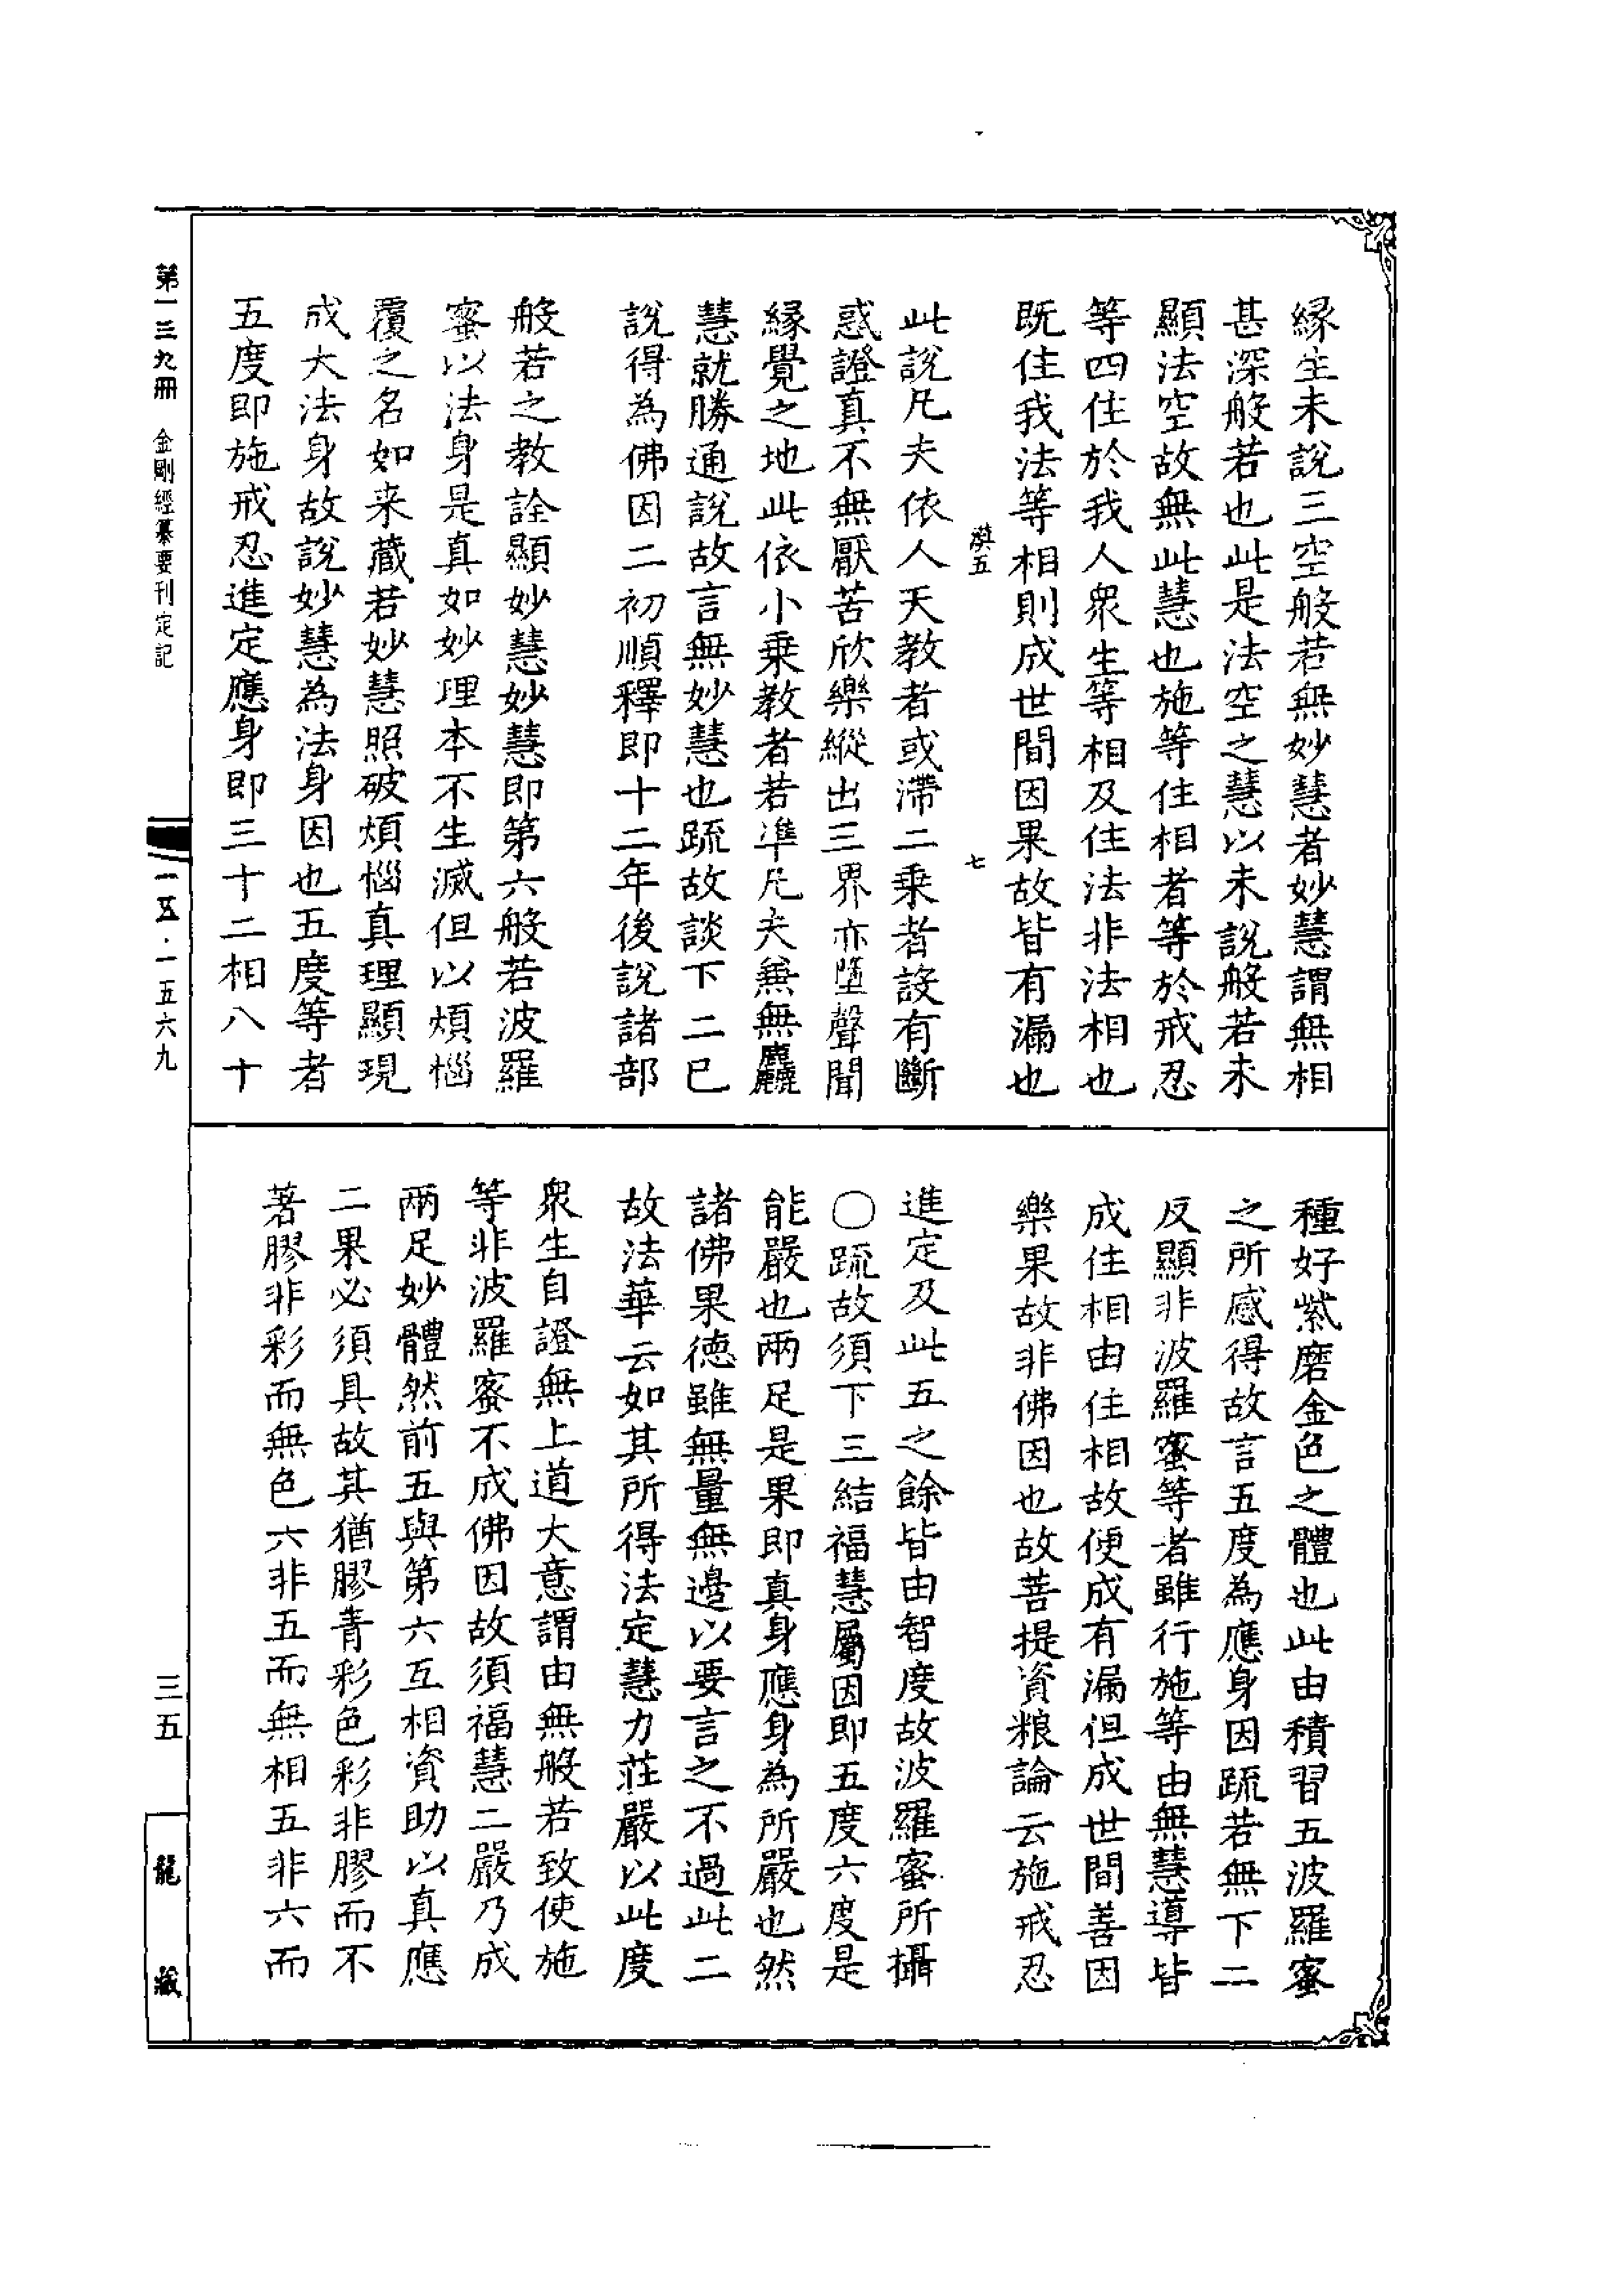 緣生未說三空般若無妙慧者妙慧謂無相
甚深般若也此是法空之慧以未說般若未
顯法空故無此慧也施等住相者等於戒忍
等四住於我人眾生等相及住法非法相也
既住我法等相則成世間因果故皆有漏也
七
此說凡夫依人天教者或滯二乘者設有斷
惑證真不無厭苦欣樂縱出三界亦墮聲聞
緣覺之地此依小乘教者若準凡夫兼無麤
慧就勝通說故言無妙慧也疏故談下二已
說得為佛因二初順釋即十二年後說諸部
般若之教詮顯妙慧妙慧即第六般若波羅
蜜以法身是真如妙理本不生滅但以煩惱
覆之名如来藏若妙慧照破煩惱真理顯現
成大法身故說妙慧為法身因也五度等者
五度即施戒忍進定應身即三十二相八十
種好紫磨金色之體也此由積習五波羅蜜
之所感得故言五度為應身因疏若無下二
反顯非波羅蜜等者雖行施等由無慧導皆
成住相由住相故便成有漏但成世間善因
樂果故非佛因也故菩提資粮論云施戒忍
進定及此五之餘皆由智度故波羅蜜所攝
○疏故須下三結福慧屬因即五度六度是
能嚴也兩足是果即真身應身為所嚴也然
諸佛果德雖無量無邊以要言之不過此二
故法華云如其所得法定慧力莊嚴以此度
眾生自證無上道大意謂由無般若致使施
等非波羅蜜不成佛因故須福慧二嚴乃成
兩足妙體然前五與第六互相資助以真應
二果必須具故其猶膠青彩色彩非膠而不
著膠非彩而無色六非五而無相五非六而
第一三九冊 金剛經纂要刊定記
一五·一五六九
三五
龍藏